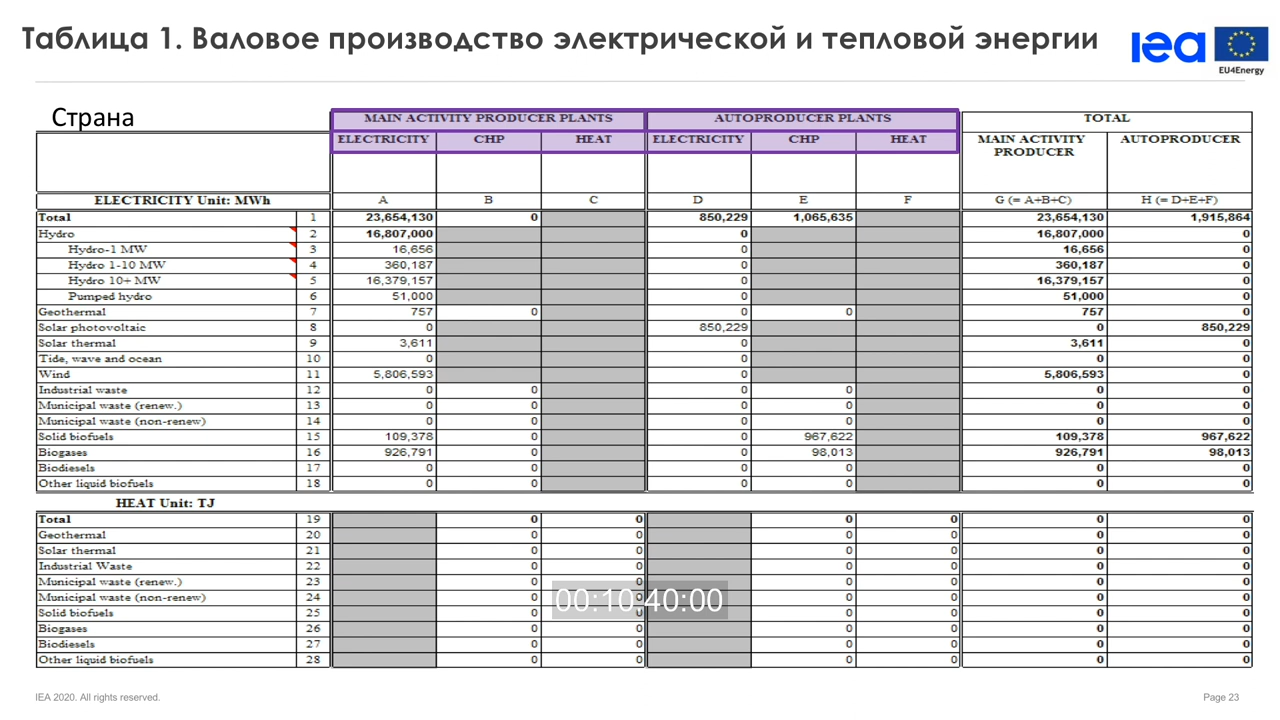 Таблица 1. Валовое производство электрической и тепловой энергии
iea
EU4Energy
Страна
MAIN ACTIVITY PRODUCER PLANTS AUTOPRODUCER PLANTS TOTAL
ELECTRICITY CHP HEAT ELECTRICITY CHP HEAT MAIN ACTIVITY PRODUCER AUTOPRODUCER
ELECTRICITY Unit: MWh A B C D E F G (= A+B+C) H (= D+E+F)
Total 1 23,654,130 0 850,229 1,065,635 23,654,130 1,915,864
Hydro 2 16,807,000 0 16,807,000 0
Hydro-1 MW 3 16,656 0 16,656 0
Hydro 1-10 MW 4 360,187 0 360,187 0
Hydro 10+ MW 5 16,379,157 0 16,380,157 0
Pumped hydro 6 51,000 0 51,000 0
Geothermal 7 757 0 0 0 757 0
Solar photovoltaic 8 0 850,229 0 850,229
Solar thermal 9 3,611 0 3,611 0
Tide, wave and ocean 10 0 0 0 0
Wind 11 5,806,593 0 5,806,593 0
Industrial waste 12 0 0 0 0 0 0
Municipal waste (renew.) 13 0 0 0 0 0 0
Municipal waste (non-renew) 14 0 0 0 0 0 0
Solid biofuels 15 109,378 0 0 967,622 109,378 967,622
Biogases 16 926,791 0 0 98,013 926,791 98,013
Biodiesels 17 0 0 0 0 0 0
Other liquid biofuels 18 0 0 0 0 0 0
HEAT Unit: TJ
Total 19 0 0 0 0 0 0
Geothermal 20 0 0 0 0 0 0
Solar thermal 21 0 0 0 0 0 0
Industrial Waste 22 0 0 0 0 0 0
Municipal waste (renew.) 23 0 0 0 0 0 0
Municipal waste (non-renew) 24 0 0 0 0 0 0
00:10:40:00
Solid biofuels 25 0 0 0 0 0 0
Biogases 26 0 0 0 0 0 0
Biodiesels 27 0 0 0 0 0 0
Other liquid biofuels 28 0 0 0 0 0 0
IEA 2020. All rights reserved.
Page 23